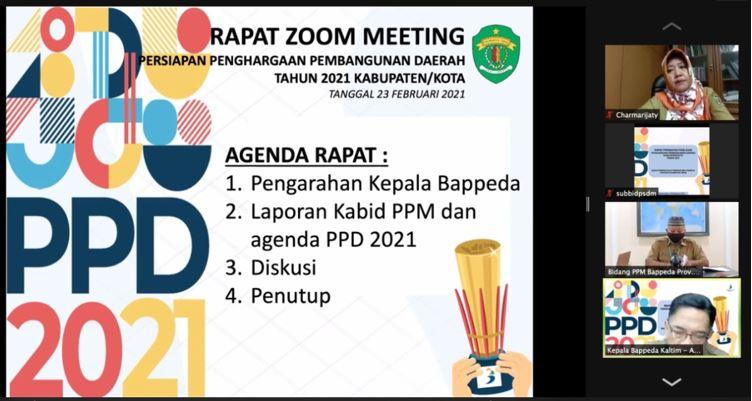 RAPAT ZOOM MEETING
PERSIAPAN PENGHARGAAN PEMBANGUNAN DAERAH
TAHUN 2021 KABUPATEN/KOTA
TANGGAL 23 FEBRUARI 2021
AGENDA RAPAT :
1. Pengarahan Kepala Bappeda
2. Laporan Kabid PPM dan
agenda PPD 2021
3. Diskusi
4. Penutup
PPD
2021
3
Charmarijaty
subbidpsdm
Bidang PPM Bappeda Prov....
PPD
Kepala Bappeda Kaltim – A...